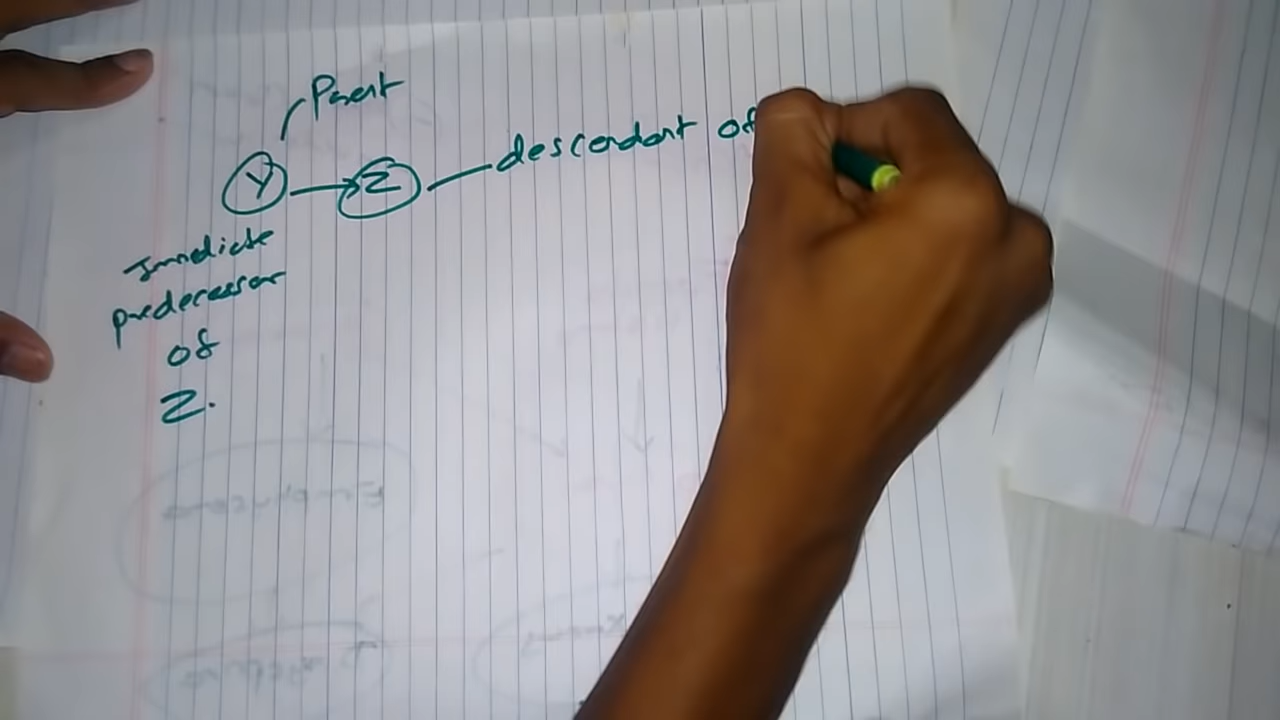 Parent
Y → Z
descendant of
Immediate
predecessor
of
Z.